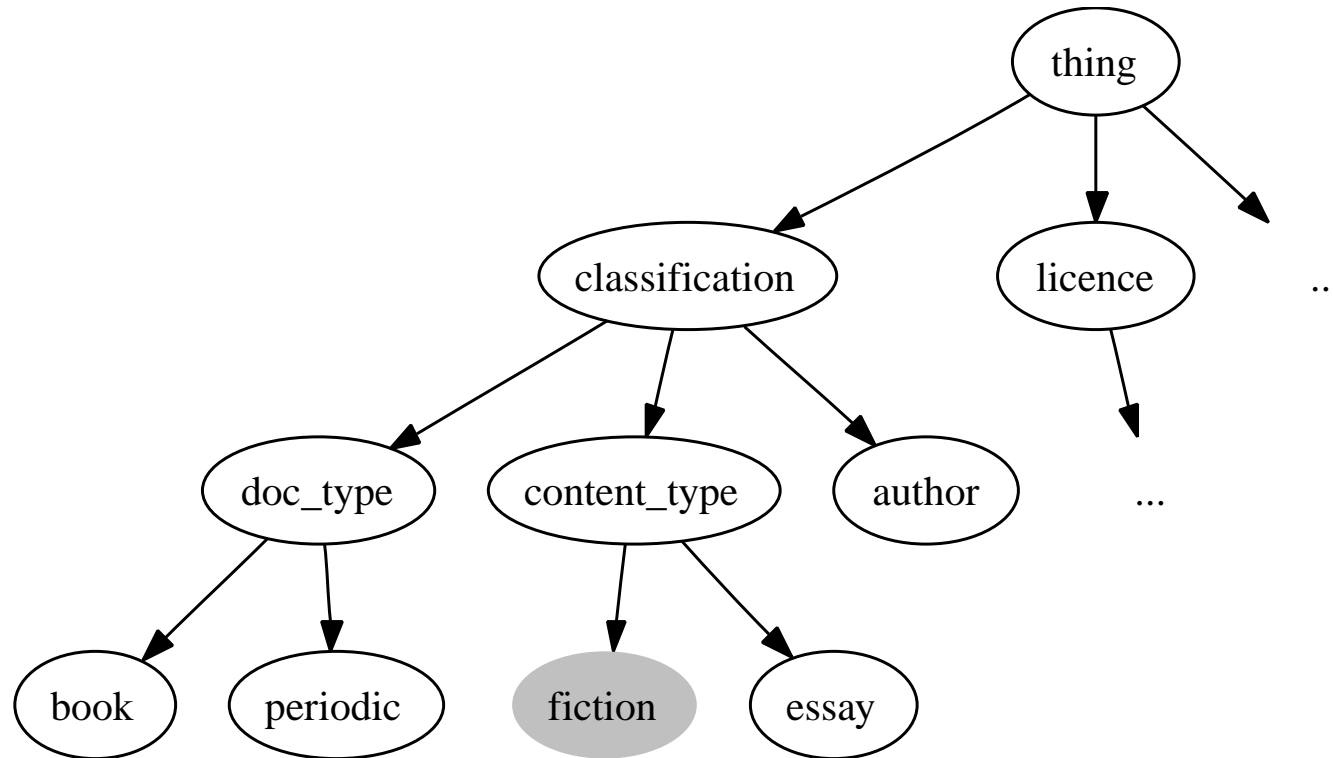 thing
classification
licence
..
doc_type
content_type
author
...
book
periodic
fiction
essay